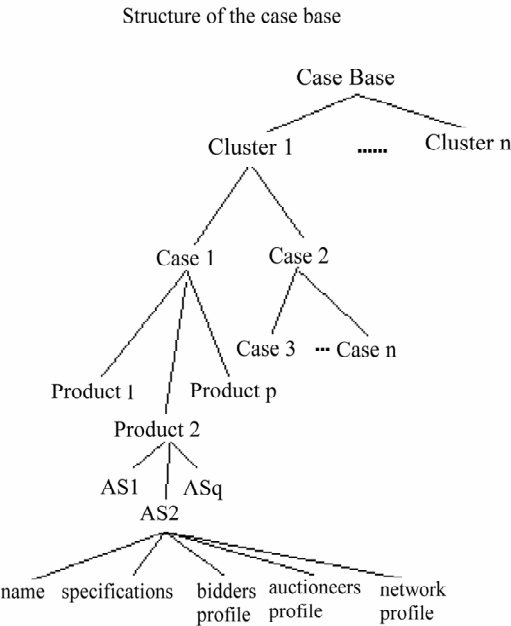 Structure of the case base
Case Base
Cluster 1
......
Cluster n
Case 1
Case 2
Case 3
...
Case n
Product 1
Product p
Product 2
AS1
ASq
AS2
name
specifications
bidders
profile
auctioneers
profile
network
profile